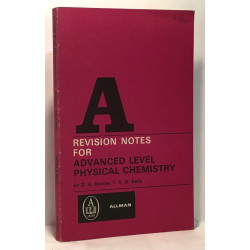 A
REVISION NOTES
FOR
ADVANCED LEVEL
PHYSICAL CHEMISTRY
ALLMAN